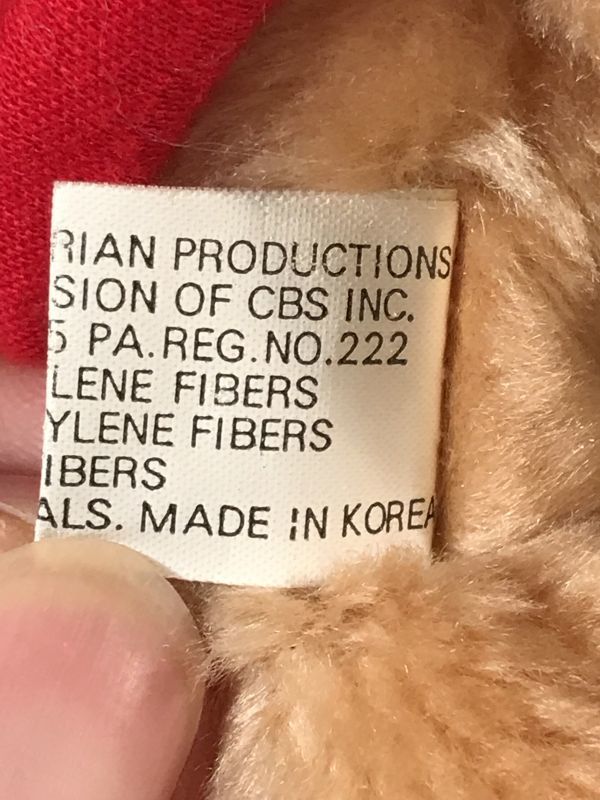 RIAN PRODUCTIONS
SION OF CBS INC.
5 PA.REG.NO.222
LENE FIBERS
YLENE FIBERS
IBERS
ALS. MADE IN KOREA